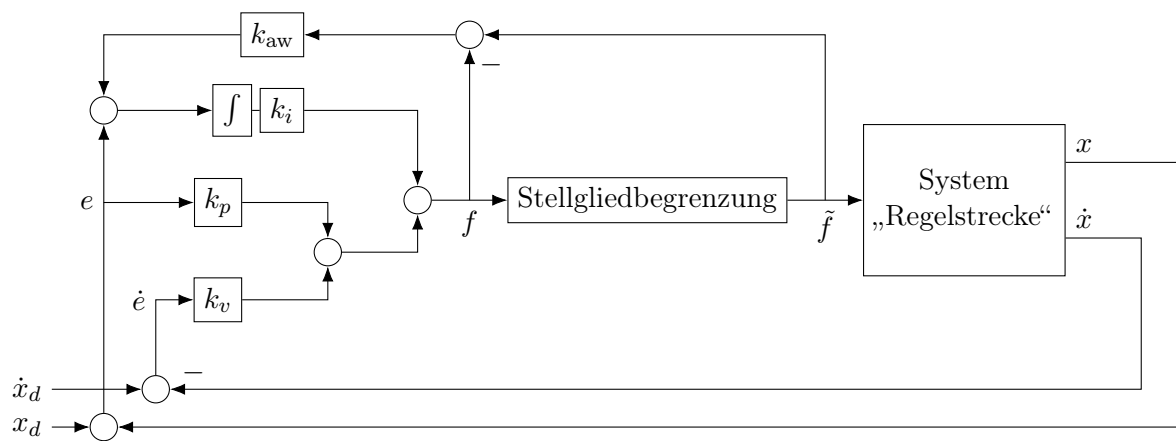 k_aw
−
∫ k_i
x
e
k_p
f
Stellgliedbegrenzung
f̃
System
„Regelstrecke“
ẋ
ė
k_v
−
ẋ_d
x_d